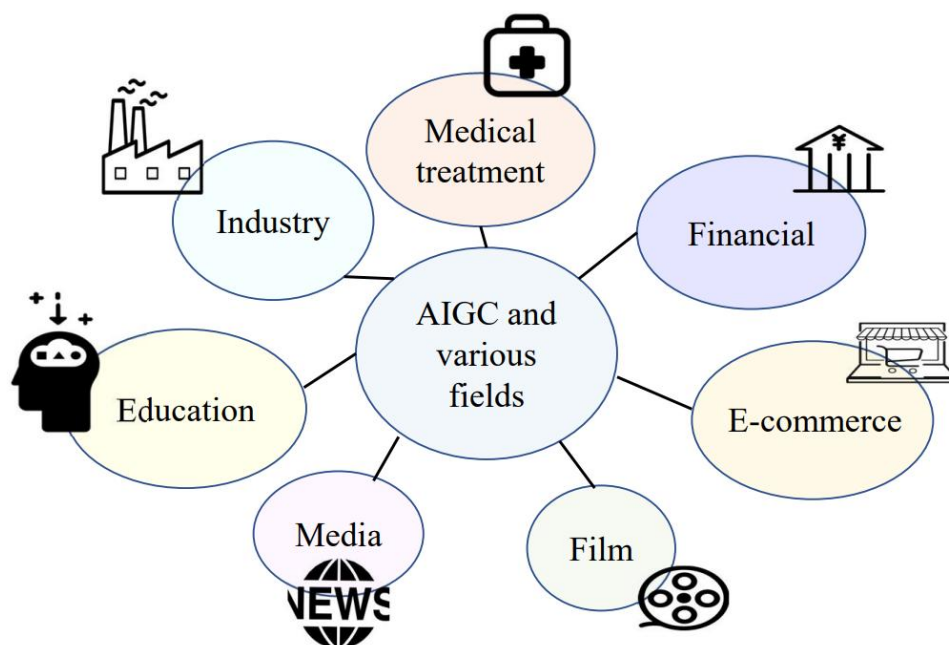 Medical
treatment
¥
Industry
Financial
AIGC and
various
fields
Education
E-commerce
Media
Film
NEWS